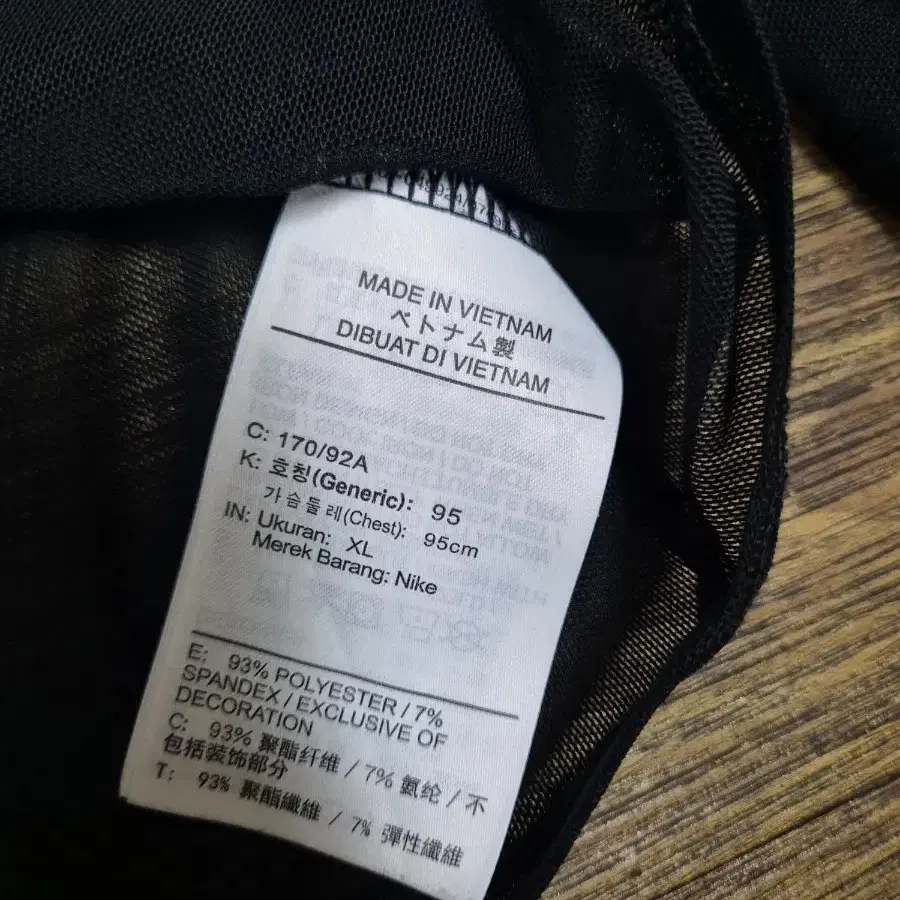 MADE IN VIETNAM
ベトナム製
DIBUAT DI VIETNAM
C: 170/92A
K: 호칭(Generic): 95
가슴둘레(Chest): 95cm
IN: Ukuran: XL
Merek Barang: Nike
E: 93% POLYESTER / 7%
SPANDEX / EXCLUSIVE OF
DECORATION
C: 93% 聚酯纤维 / 7% 氨纶 / 不
包括装饰部分
T: 93% 聚酯纖維 / 7% 彈性纖維